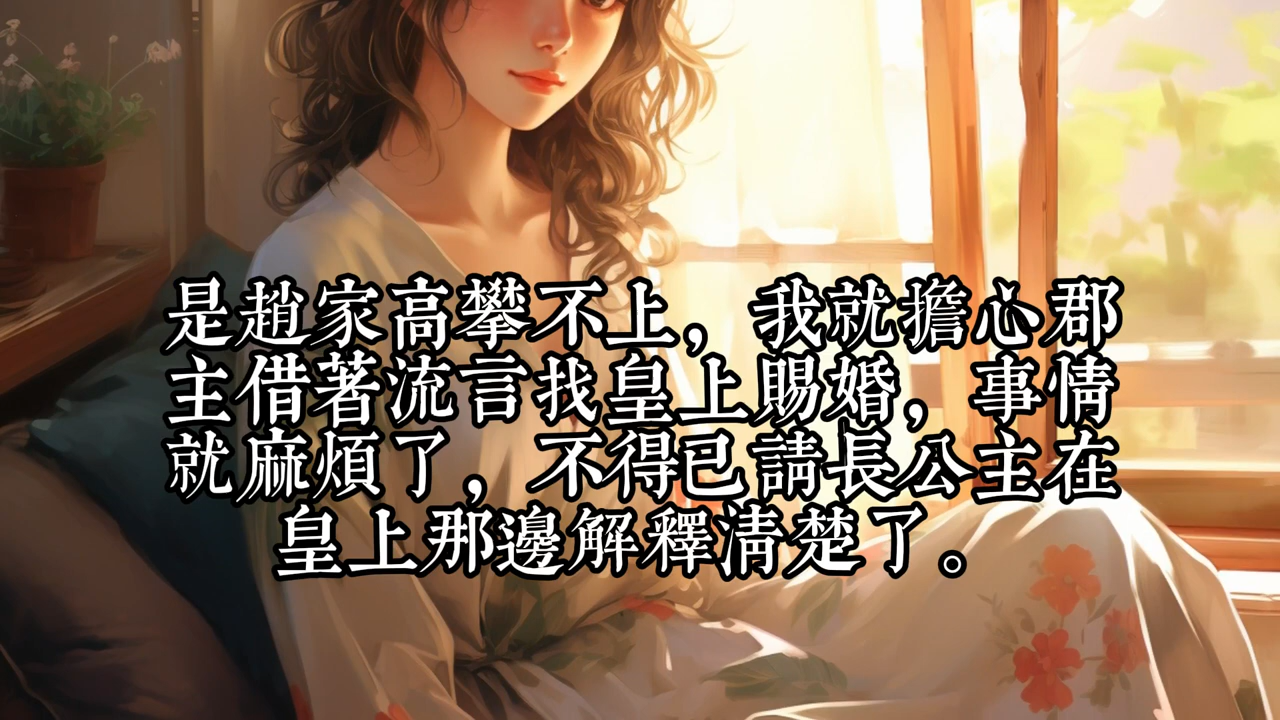 是趙家高攀不上，我就擔心郡
主借著流言找皇上賜婚，事情
就麻煩了，不得已請長公主在
皇上那邊解釋清楚了。